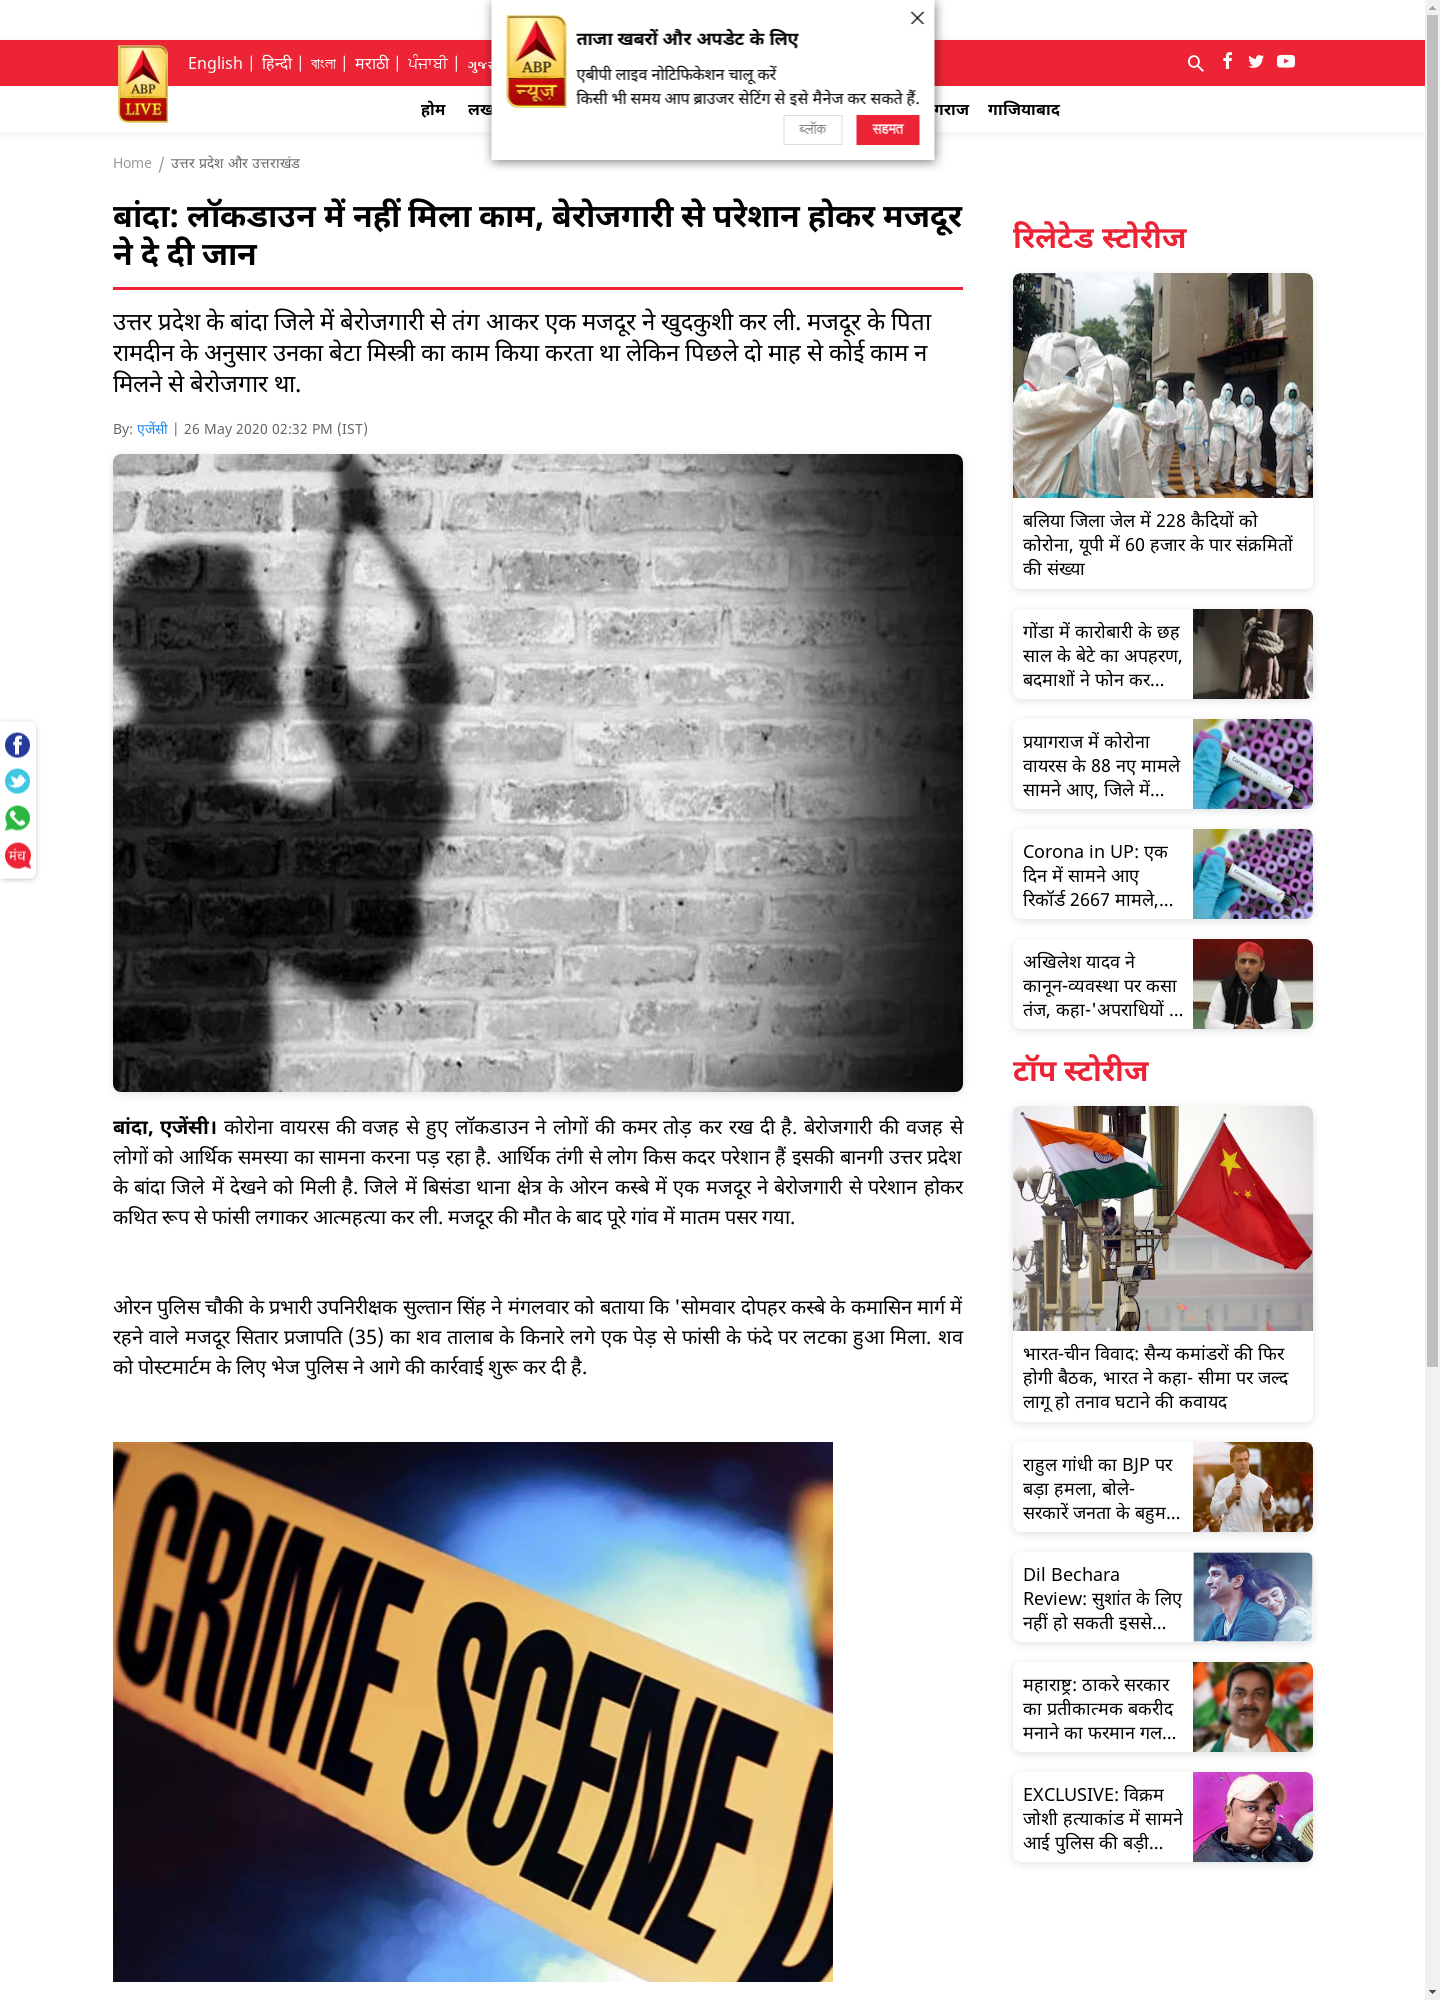 ABP
न्यूज़
ताजा खबरों और अपडेट के लिए
एबीपी लाइव नोटिफिकेशन चालू करें
किसी भी समय आप ब्राउजर सेटिंग से इसे मैनेज कर सकते हैं.
ब्लॉक
सहमत
ABP
LIVE
English | हिन्दी | বাংলা | मराठी | ਪੰਜਾਬੀ |
होम
गाजियाबाद
Home / उत्तर प्रदेश और उत्तराखंड
बांदा: लॉकडाउन में नहीं मिला काम, बेरोजगारी से परेशान होकर मजदूर
ने दे दी जान
उत्तर प्रदेश के बांदा जिले में बेरोजगारी से तंग आकर एक मजदूर ने खुदकुशी कर ली. मजदूर के पिता
रामदीन के अनुसार उनका बेटा मिस्त्री का काम किया करता था लेकिन पिछले दो माह से कोई काम न
मिलने से बेरोजगार था.
By: एजेंसी | 26 May 2020 02:32 PM (IST)
मंच
बांदा, एजेंसी। कोरोना वायरस की वजह से हुए लॉकडाउन ने लोगों की कमर तोड़ कर रख दी है. बेरोजगारी की वजह से
लोगों को आर्थिक समस्या का सामना करना पड़ रहा है. आर्थिक तंगी से लोग किस कदर परेशान हैं इसकी बानगी उत्तर प्रदेश
के बांदा जिले में देखने को मिली है. जिले में बिसंडा थाना क्षेत्र के ओरन कस्बे में एक मजदूर ने बेरोजगारी से परेशान होकर
कथित रूप से फांसी लगाकर आत्महत्या कर ली. मजदूर की मौत के बाद पूरे गांव में मातम पसर गया.
ओरन पुलिस चौकी के प्रभारी उपनिरीक्षक सुल्तान सिंह ने मंगलवार को बताया कि 'सोमवार दोपहर कस्बे के कमासिन मार्ग में
रहने वाले मजदूर सितार प्रजापति (35) का शव तालाब के किनारे लगे एक पेड़ से फांसी के फंदे पर लटका हुआ मिला. शव
को पोस्टमार्टम के लिए भेज पुलिस ने आगे की कार्रवाई शुरू कर दी है.
CRIME SCENE
रिलेटेड स्टोरीज
बलिया जिला जेल में 228 कैदियों को
कोरोना, यूपी में 60 हजार के पार संक्रमितों
की संख्या
गोंडा में कारोबारी के छह
साल के बेटे का अपहरण,
बदमाशों ने फोन कर...
प्रयागराज में कोरोना
वायरस के 88 नए मामले
सामने आए, जिले में...
Corona in UP: एक
दिन में सामने आए
रिकॉर्ड 2667 मामले,...
अखिलेश यादव ने
कानून-व्यवस्था पर कसा
तंज, कहा-'अपराधियों ...
टॉप स्टोरीज
भारत-चीन विवाद: सैन्य कमांडरों की फिर
होगी बैठक, भारत ने कहा- सीमा पर जल्द
लागू हो तनाव घटाने की कवायद
राहुल गांधी का BJP पर
बड़ा हमला, बोले-
सरकारें जनता के बहुम...
Dil Bechara
Review: सुशांत के लिए
नहीं हो सकती इससे...
महाराष्ट्र: ठाकरे सरकार
का प्रतीकात्मक बकरीद
मनाने का फरमान गल...
EXCLUSIVE: विक्रम
जोशी हत्याकांड में सामने
आई पुलिस की बड़ी...